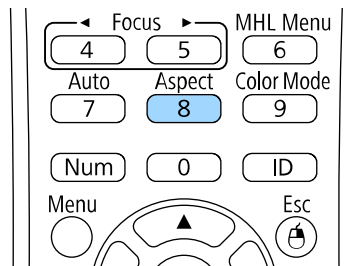 ◄ Focus ► MHL Menu
4 5 6
Auto Aspect Color Mode
7 8 9
Num 0 ID
Menu Esc